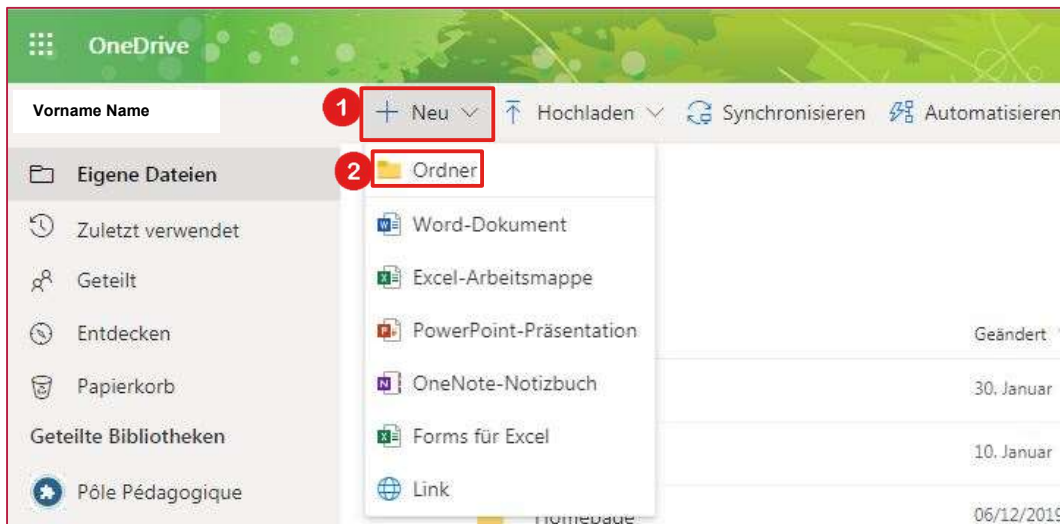 OneDrive
Vorname Name
1
Neu
Hochladen
Synchronisieren
Automatisieren
Eigene Dateien
2
Ordner
Zuletzt verwendet
Word-Dokument
Geteilt
Excel-Arbeitsmappe
Entdecken
PowerPoint-Präsentation
Geändert
Papierkorb
OneNote-Notizbuch
30. Januar
Geteilte Bibliotheken
Forms für Excel
10. Januar
Pôle Pédagogique
Link
06/12/2019